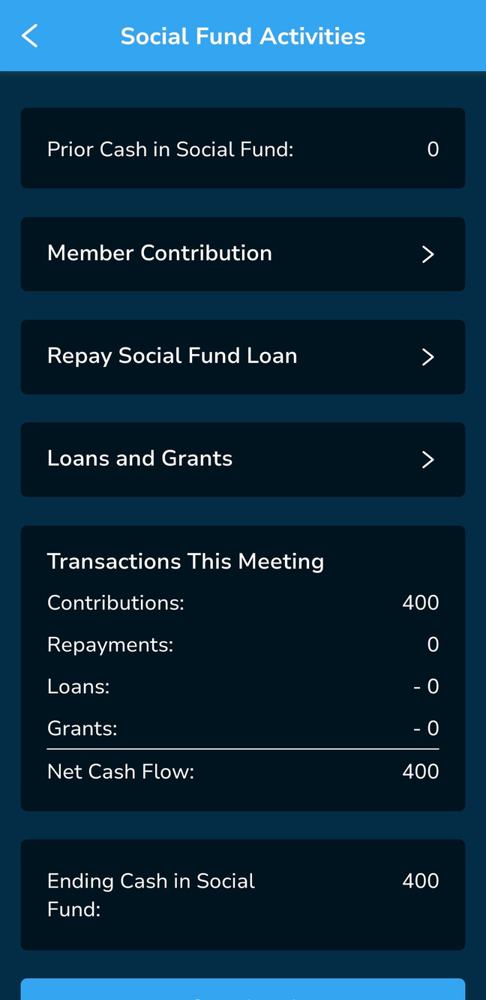 Social Fund Activities
Prior Cash in Social Fund: 0
Member Contribution
Repay Social Fund Loan
Loans and Grants
Transactions This Meeting
Contributions: 400
Repayments: 0
Loans: - 0
Grants: - 0
Net Cash Flow: 400
Ending Cash in Social 400
Fund: